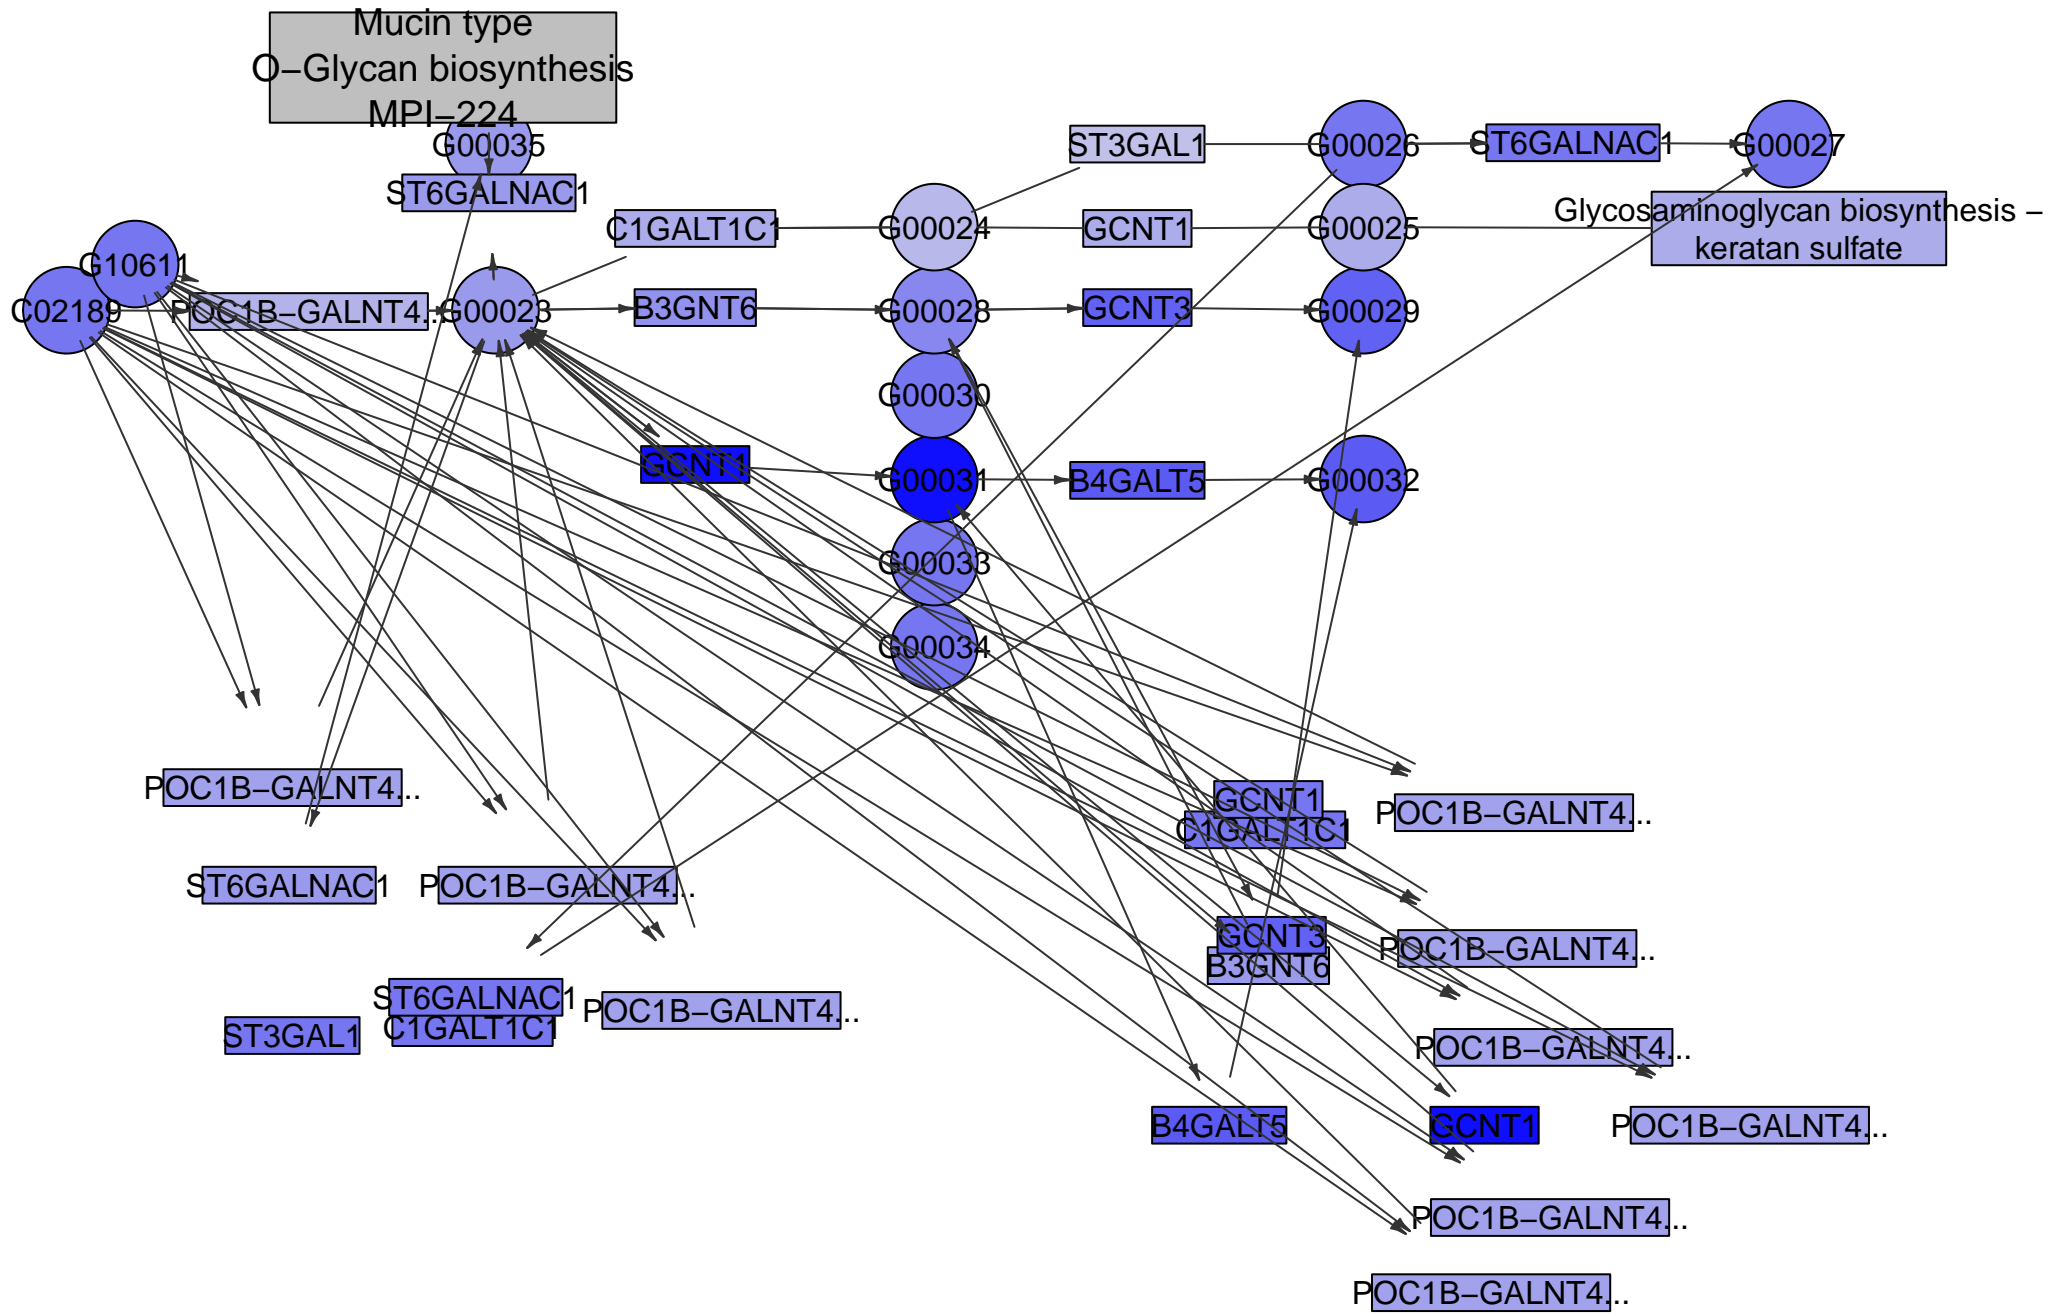 Mucin type
O−Glycan biosynthesis
MPI−224
G00035
ST6GALNAC1
ST3GAL1
G00026
ST6GALNAC1
G00027
C1GALT1C1
G00024
GCNT1
G00025
Glycosaminoglycan biosynthesis −
keratan sulfate
G10611
C02189
POC1B−GALNT4...
G00023
B3GNT6
G00028
GCNT3
G00029
G00030
GCNT1
G00031
B4GALT5
G00032
G00033
G00034
POC1B−GALNT4...
GCNT1
C1GALT1C1
POC1B−GALNT4...
ST6GALNAC1
POC1B−GALNT4...
GCNT3
B3GNT6
POC1B−GALNT4...
ST6GALNAC1
C1GALT1C1
ST3GAL1
POC1B−GALNT4...
POC1B−GALNT4...
B4GALT5
GCNT1
POC1B−GALNT4...
POC1B−GALNT4...
POC1B−GALNT4...